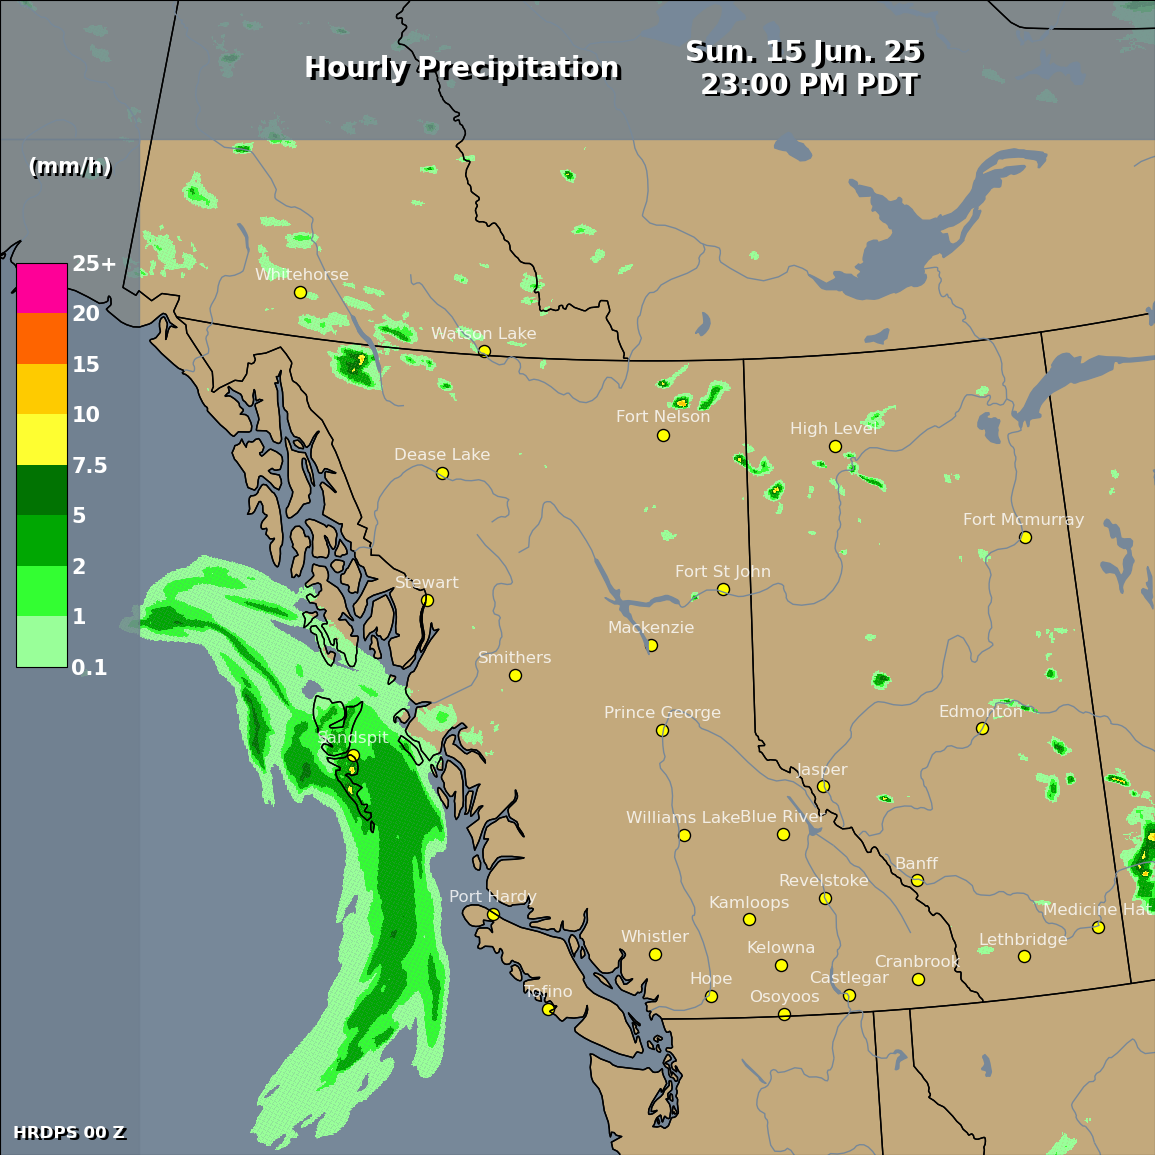 Hourly Precipitation
Sun. 15 Jun. 25
23:00 PM PDT
(mm/h)
25+
20
15
10
7.5
5
2
1
0.1
Whitehorse
Watson Lake
Fort Nelson
High Level
Dease Lake
Fort Mcmurray
Stewart
Fort St John
Mackenzie
Smithers
Prince George
Edmonton
Sandspit
Jasper
Williams Lake
Blue River
Banff
Revelstoke
Port Hardy
Kamloops
Medicine Hat
Whistler
Kelowna
Lethbridge
Cranbrook
Hope
Castlegar
Tofino
Osoyoos
HRDPS 00 Z